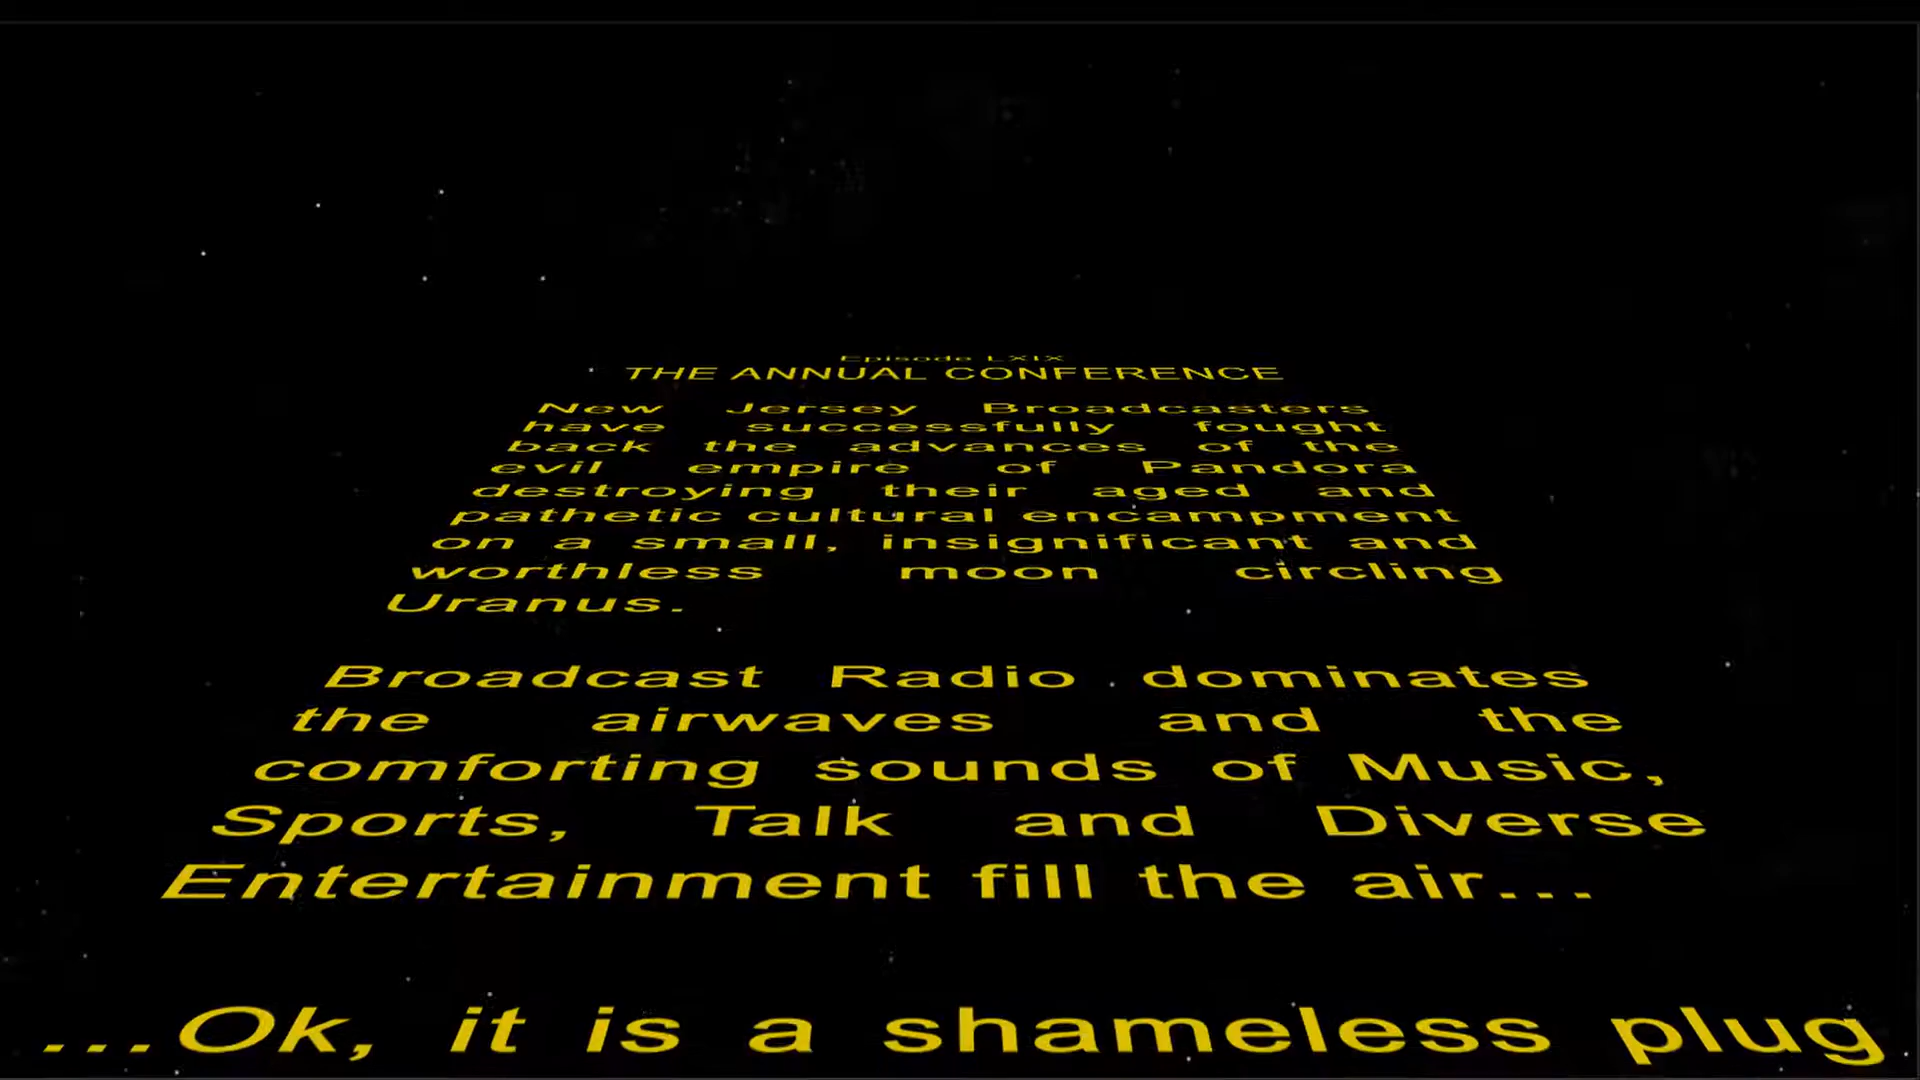 Episode LXIX
THE ANNUAL CONFERENCE
New Jersey Broadcasters
have successfully fought
back the advances of the
evil empire of Pandora
destroying their aged and
pathetic cultural encampment
on a small, insignificant and
worthless moon circling
Uranus.
Broadcast Radio dominates
the airwaves and the
comforting sounds of Music,
Sports, Talk and Diverse
Entertainment fill the air...
...Ok, it is a shameless plug